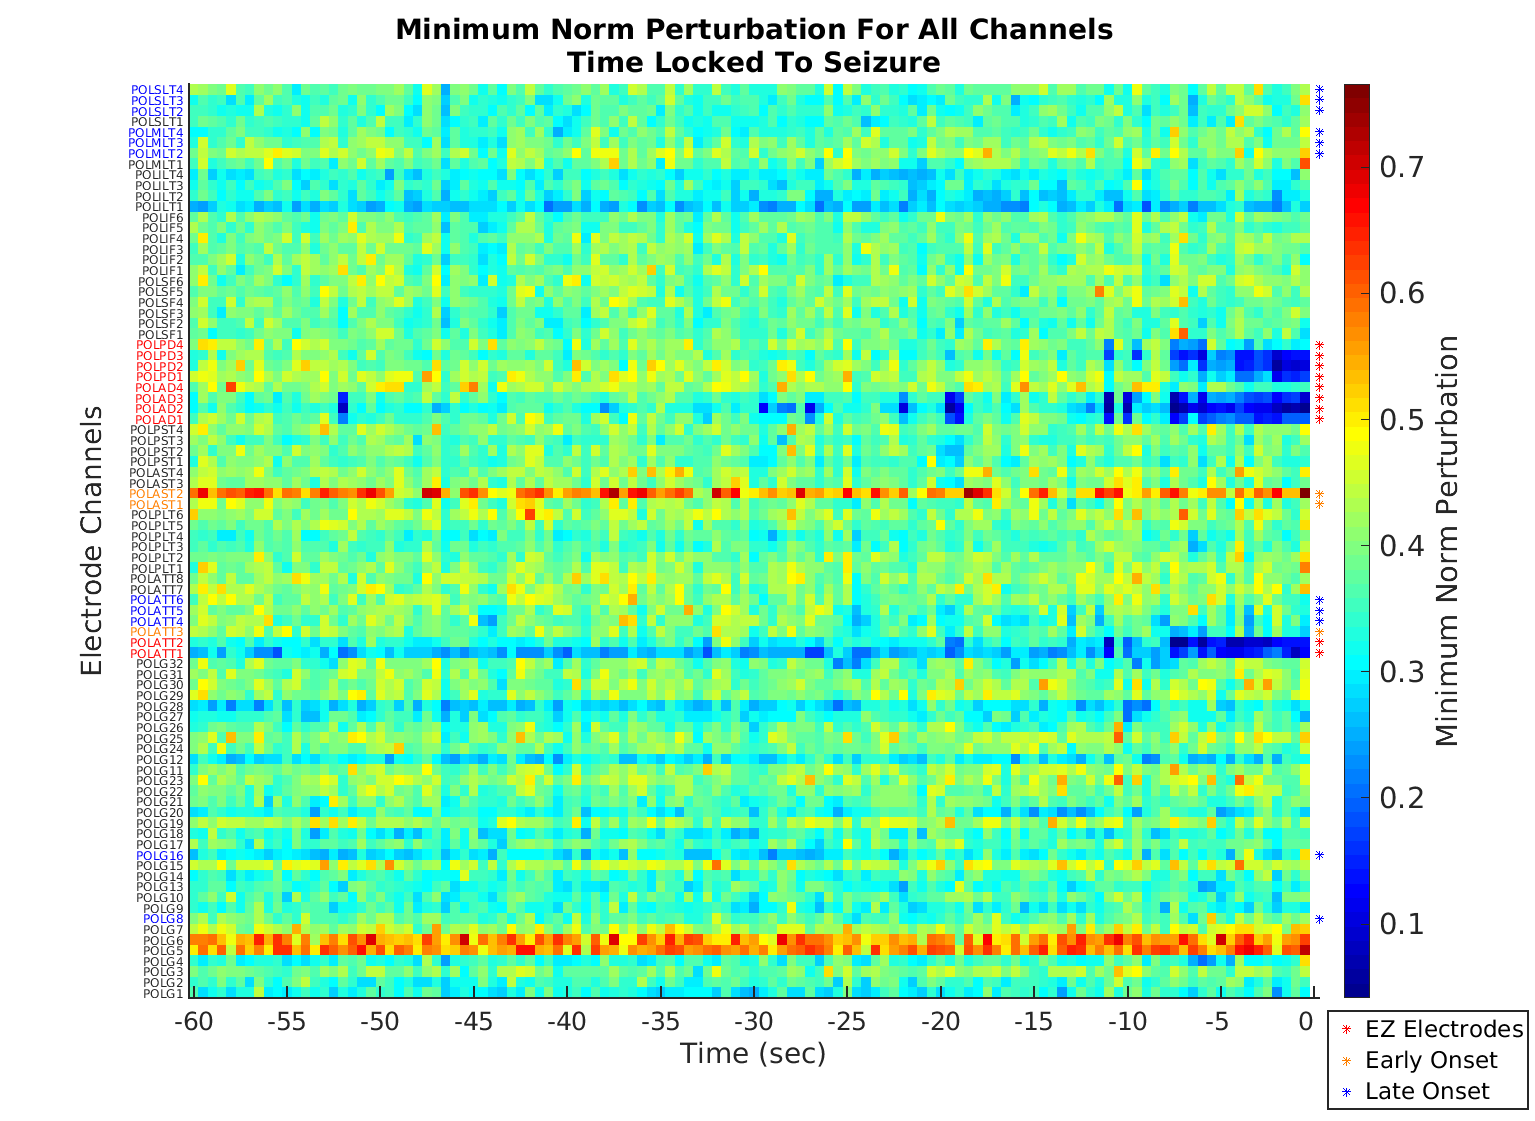 Minimum Norm Perturbation For All Channels
Time Locked To Seizure
Electrode Channels
POLSLT4
POLSLT3
POLSLT2
POLSLT1
POLMLT4
POLMLT3
POLMLT2
POLMLT1
POLILT4
POLILT3
POLILT2
POLILT1
POLIF6
POLIF5
POLIF4
POLIF3
POLIF2
POLIF1
POLSF6
POLSF5
POLSF4
POLSF3
POLSF2
POLSF1
POLPD4
POLPD3
POLPD2
POLPD1
POLAD4
POLAD3
POLAD2
POLAD1
POLPST4
POLPST3
POLPST2
POLPST1
POLAST4
POLAST3
POLAST2
POLAST1
POLPLT6
POLPLT5
POLPLT4
POLPLT3
POLPLT2
POLPLT1
POLATT8
POLATT7
POLATT6
POLATT5
POLATT4
POLATT3
POLATT2
POLATT1
POLG32
POLG31
POLG30
POLG29
POLG28
POLG27
POLG26
POLG25
POLG24
POLG12
POLG11
POLG23
POLG22
POLG21
POLG20
POLG19
POLG18
POLG17
POLG16
POLG15
POLG14
POLG13
POLG10
POLG9
POLG8
POLG7
POLG6
POLG5
POLG4
POLG3
POLG2
POLG1
-60 -55 -50 -45 -40 -35 -30 -25 -20 -15 -10 -5 0
Time (sec)
0.7
0.6
0.5
0.4
0.3
0.2
0.1
Minimum Norm Perturbation
EZ Electrodes
Early Onset
Late Onset